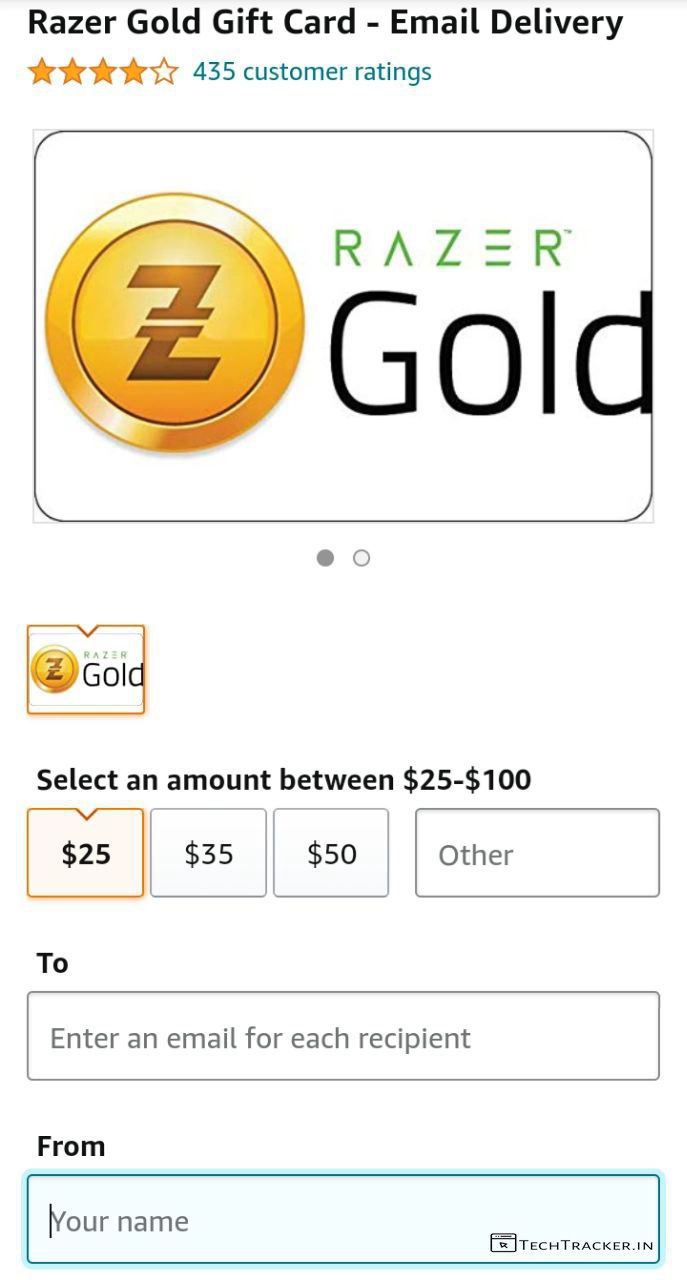 Razer Gold Gift Card - Email Delivery
435 customer ratings
RAZER™
Gold
RAZER
Gold
Select an amount between $25-$100
$25 $35 $50 Other
To
Enter an email for each recipient
From
Your name
TECHTRACKER.IN